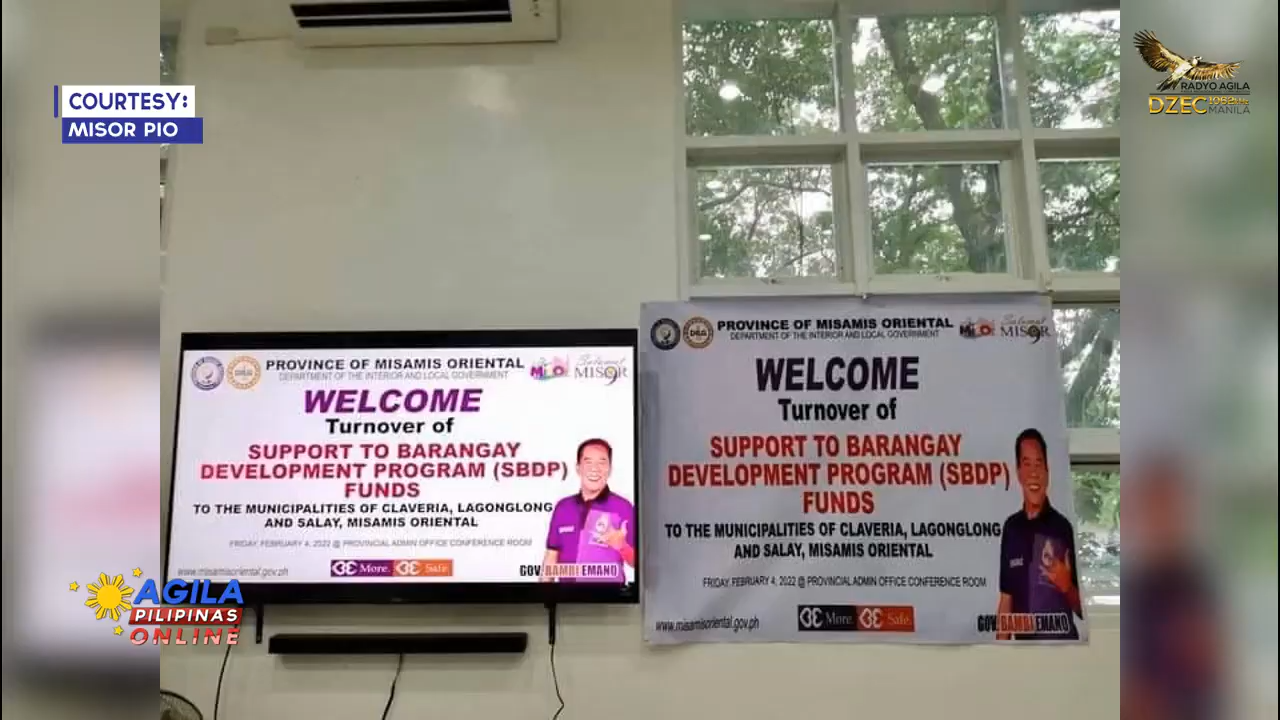 COURTESY:
MISOR PIO
RADYO AGILA
DZEC 1062
MANILA
PROVINCE OF MISAMIS ORIENTAL
DEPARTMENT OF THE INTERIOR AND LOCAL GOVERNMENT
MISOR
WELCOME
Turnover of
SUPPORT TO BARANGAY
DEVELOPMENT PROGRAM (SBDP)
FUNDS
TO THE MUNICIPALITIES OF CLAVERIA, LAGONGLONG
AND SALAY, MISAMIS ORIENTAL
FRIDAY, FEBRUARY 4, 2022 @ PROVINCIAL ADMIN OFFICE CONFERENCE ROOM
www.misamisoriental.gov.ph
More.
Safe.
GOV. BAMBI EMANO
PROVINCE OF MISAMIS ORIENTAL
DEPARTMENT OF THE INTERIOR AND LOCAL GOVERNMENT
MISOR
WELCOME
Turnover of
SUPPORT TO BARANGAY
DEVELOPMENT PROGRAM (SBDP)
FUNDS
TO THE MUNICIPALITIES OF CLAVERIA, LAGONGLONG
AND SALAY, MISAMIS ORIENTAL
FRIDAY, FEBRUARY 4, 2022 @ PROVINCIAL ADMIN OFFICE CONFERENCE ROOM
www.misamisoriental.gov.ph
More.
Safe.
GOV. BAMBI EMANO
AGILA
PILIPINAS
ONLINE